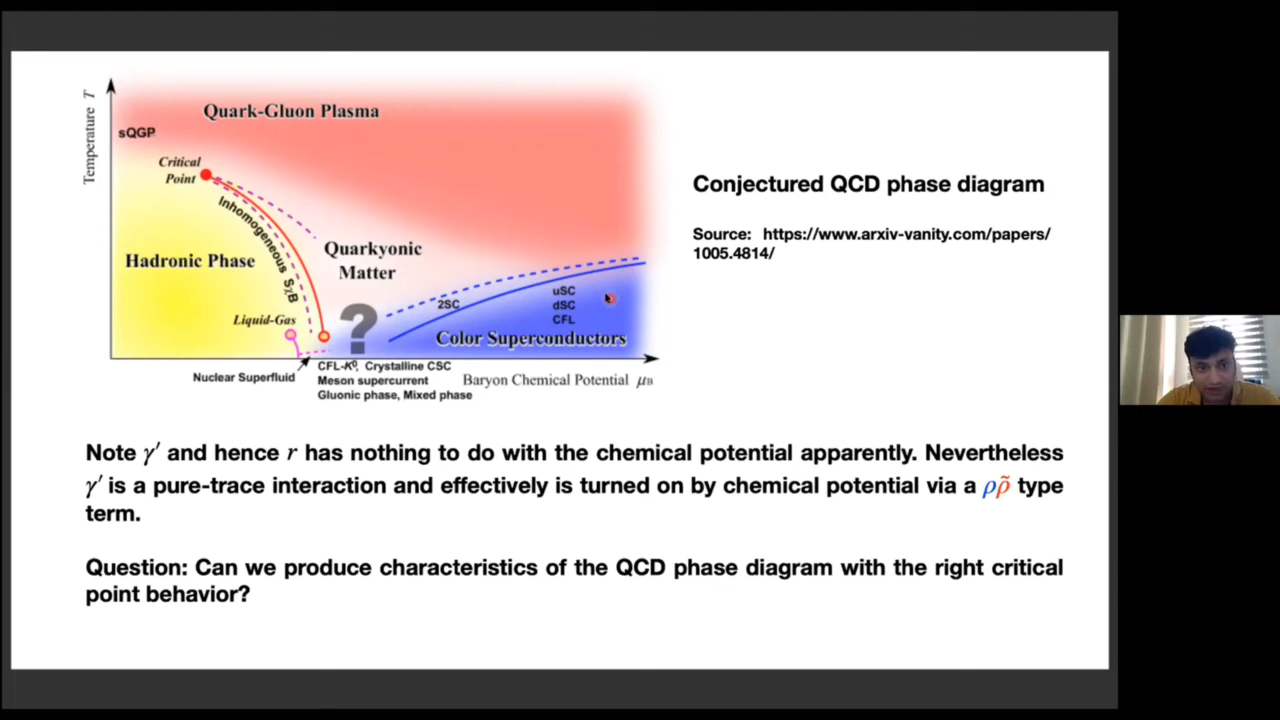 Temperature T
Quark-Gluon Plasma
sQGP
Critical
Point
Inhomogeneous SχB
Quarkyonic
Matter
Hadronic Phase
Liquid-Gas
?
2SC
uSC
dSC
CFL
Color Superconductors
Nuclear Superfluid
CFL-K⁰, Crystalline CSC
Meson supercurrent
Gluonic phase, Mixed phase
Baryon Chemical Potential μB
Conjectured QCD phase diagram
Source: https://www.arxiv-vanity.com/papers/
1005.4814/
Note γ′ and hence r has nothing to do with the chemical potential apparently. Nevertheless
γ′ is a pure-trace interaction and effectively is turned on by chemical potential via a ρρ̃ type
term.
Question: Can we produce characteristics of the QCD phase diagram with the right critical
point behavior?